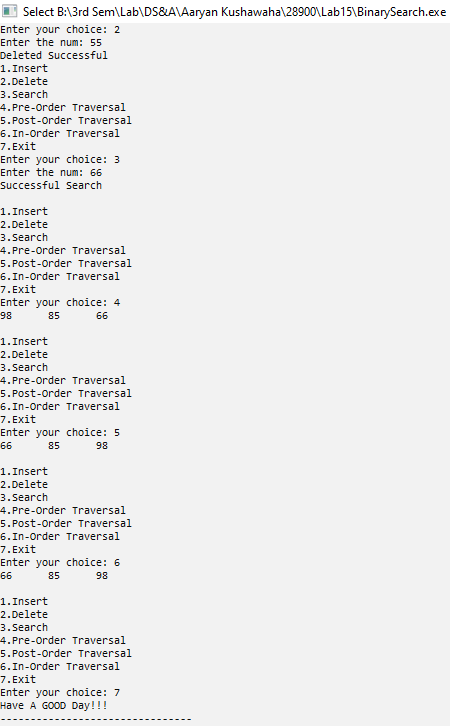 Select B:\3rd Sem\Lab\DS&A\Aaryan Kushawaha\28900\Lab15\BinarySearch.exe
Enter your choice: 2
Enter the num: 55
Deleted Successful
1.Insert
2.Delete
3.Search
4.Pre-Order Traversal
5.Post-Order Traversal
6.In-Order Traversal
7.Exit
Enter your choice: 3
Enter the num: 66
Successful Search
1.Insert
2.Delete
3.Search
4.Pre-Order Traversal
5.Post-Order Traversal
6.In-Order Traversal
7.Exit
Enter your choice: 4
98 85 66
1.Insert
2.Delete
3.Search
4.Pre-Order Traversal
5.Post-Order Traversal
6.In-Order Traversal
7.Exit
Enter your choice: 5
66 85 98
1.Insert
2.Delete
3.Search
4.Pre-Order Traversal
5.Post-Order Traversal
6.In-Order Traversal
7.Exit
Enter your choice: 6
66 85 98
1.Insert
2.Delete
3.Search
4.Pre-Order Traversal
5.Post-Order Traversal
6.In-Order Traversal
7.Exit
Enter your choice: 7
Have A GOOD Day!!!
--------------------------------